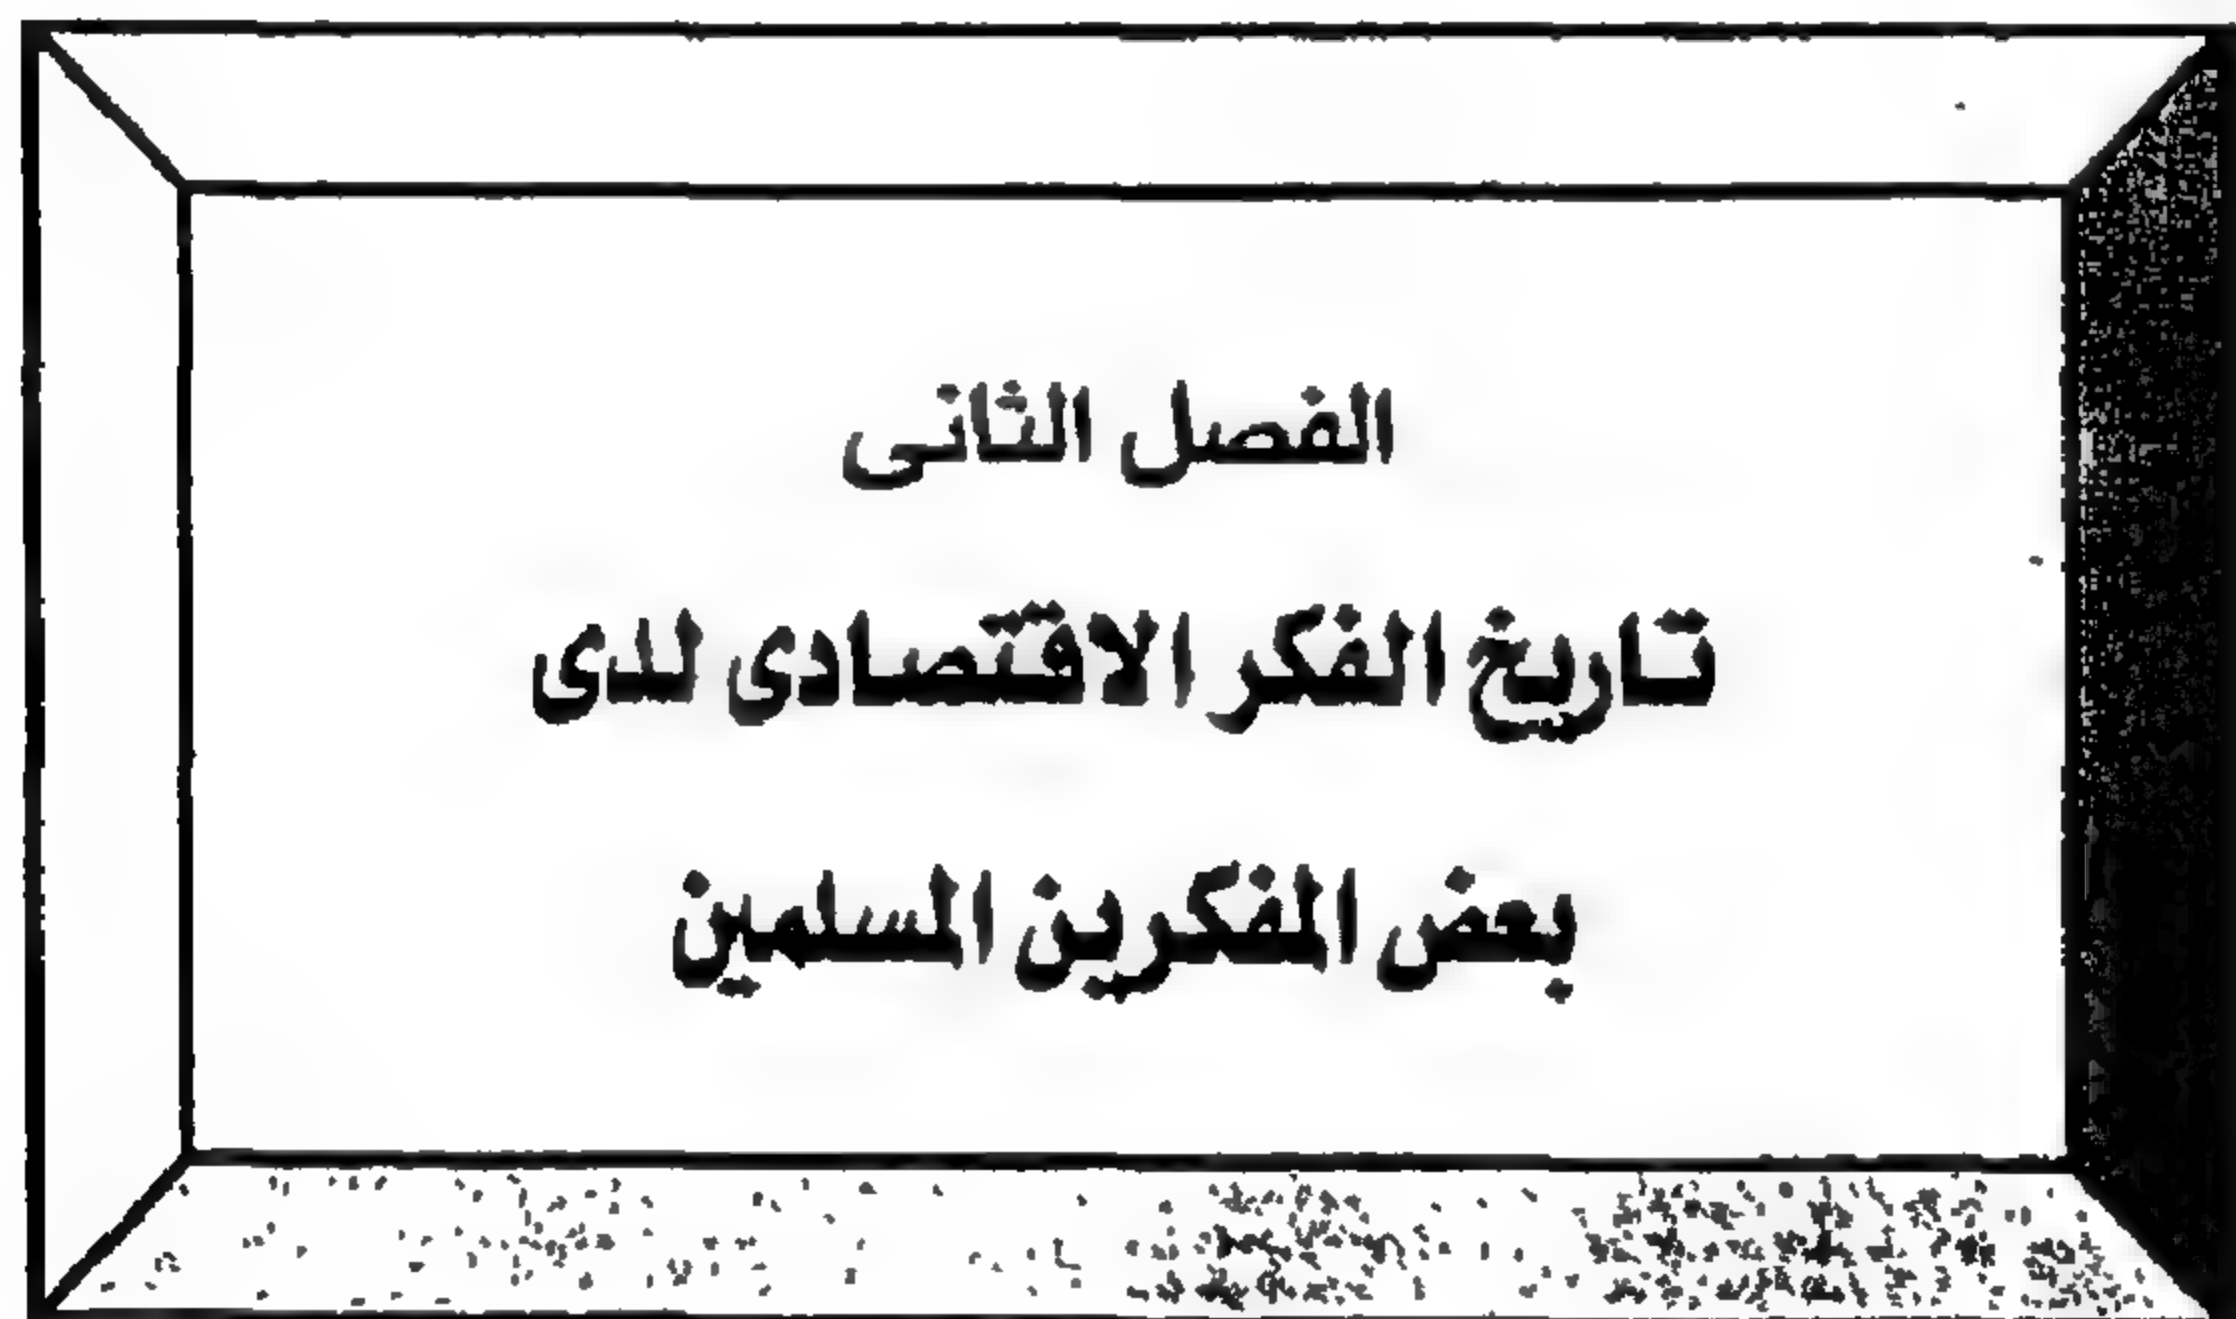 الفصل الثانى
تاريخ الفكر الاقتصادى لدى
بعض المفكرين المسلمين